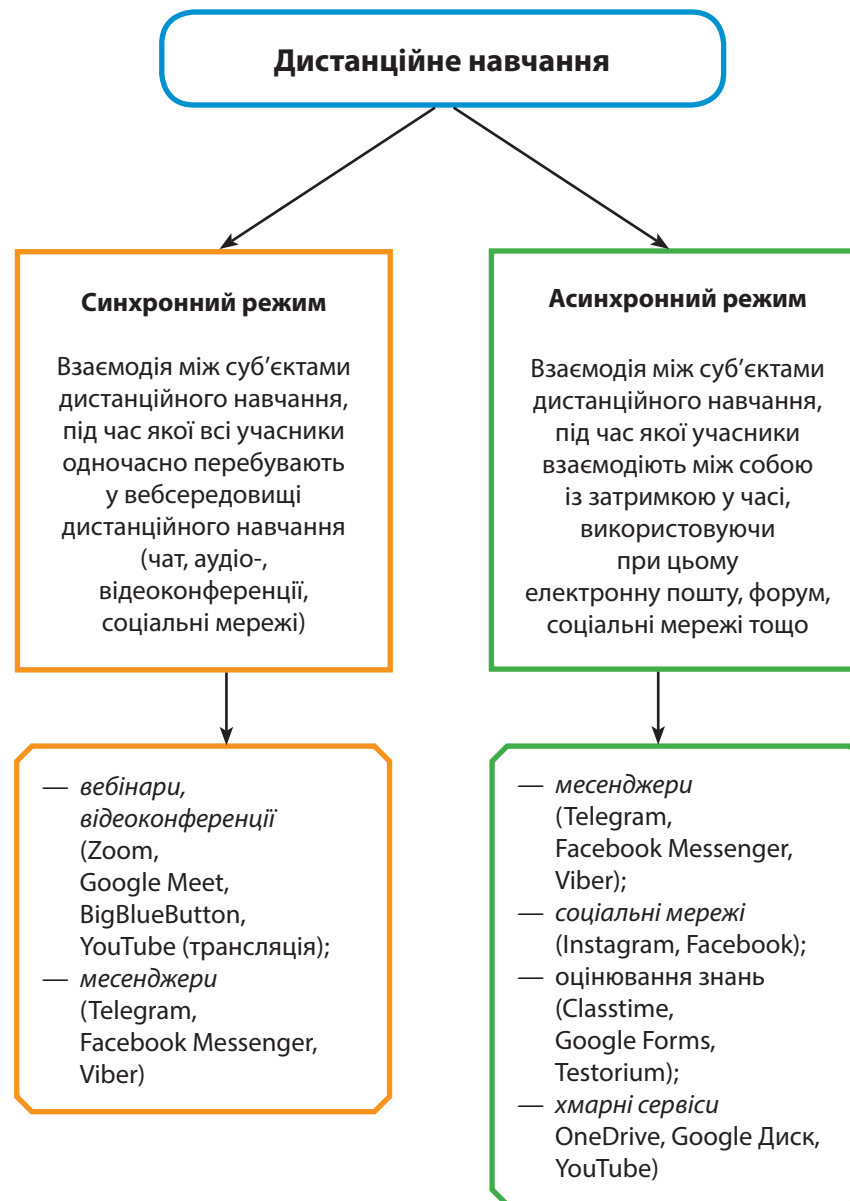 Дистанційне навчання
Синхронний режим
Взаємодія між суб’єктами
дистанційного навчання,
під час якої всі учасники
одночасно перебувають
у вебсередовищі
дистанційного навчання
(чат, аудіо-,
відеоконференції,
соціальні мережі)
— вебінари,
відеоконференції
(Zoom,
Google Meet,
BigBlueButton,
YouTube (трансляція);
— месенджери
(Telegram,
Facebook Messenger,
Viber)
Асинхронний режим
Взаємодія між суб’єктами
дистанційного навчання,
під час якої учасники
взаємодіють між собою
із затримкою у часі,
використовуючи
при цьому
електронну пошту, форум,
соціальні мережі тощо
— месенджери
(Telegram,
Facebook Messenger,
Viber);
— соціальні мережі
(Instagram, Facebook);
— оцінювання знань
(Classtime,
Google Forms,
Testorium);
— хмарні сервіси
OneDrive, Google Диск,
YouTube)